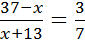 37−x/x+13 = 3/7